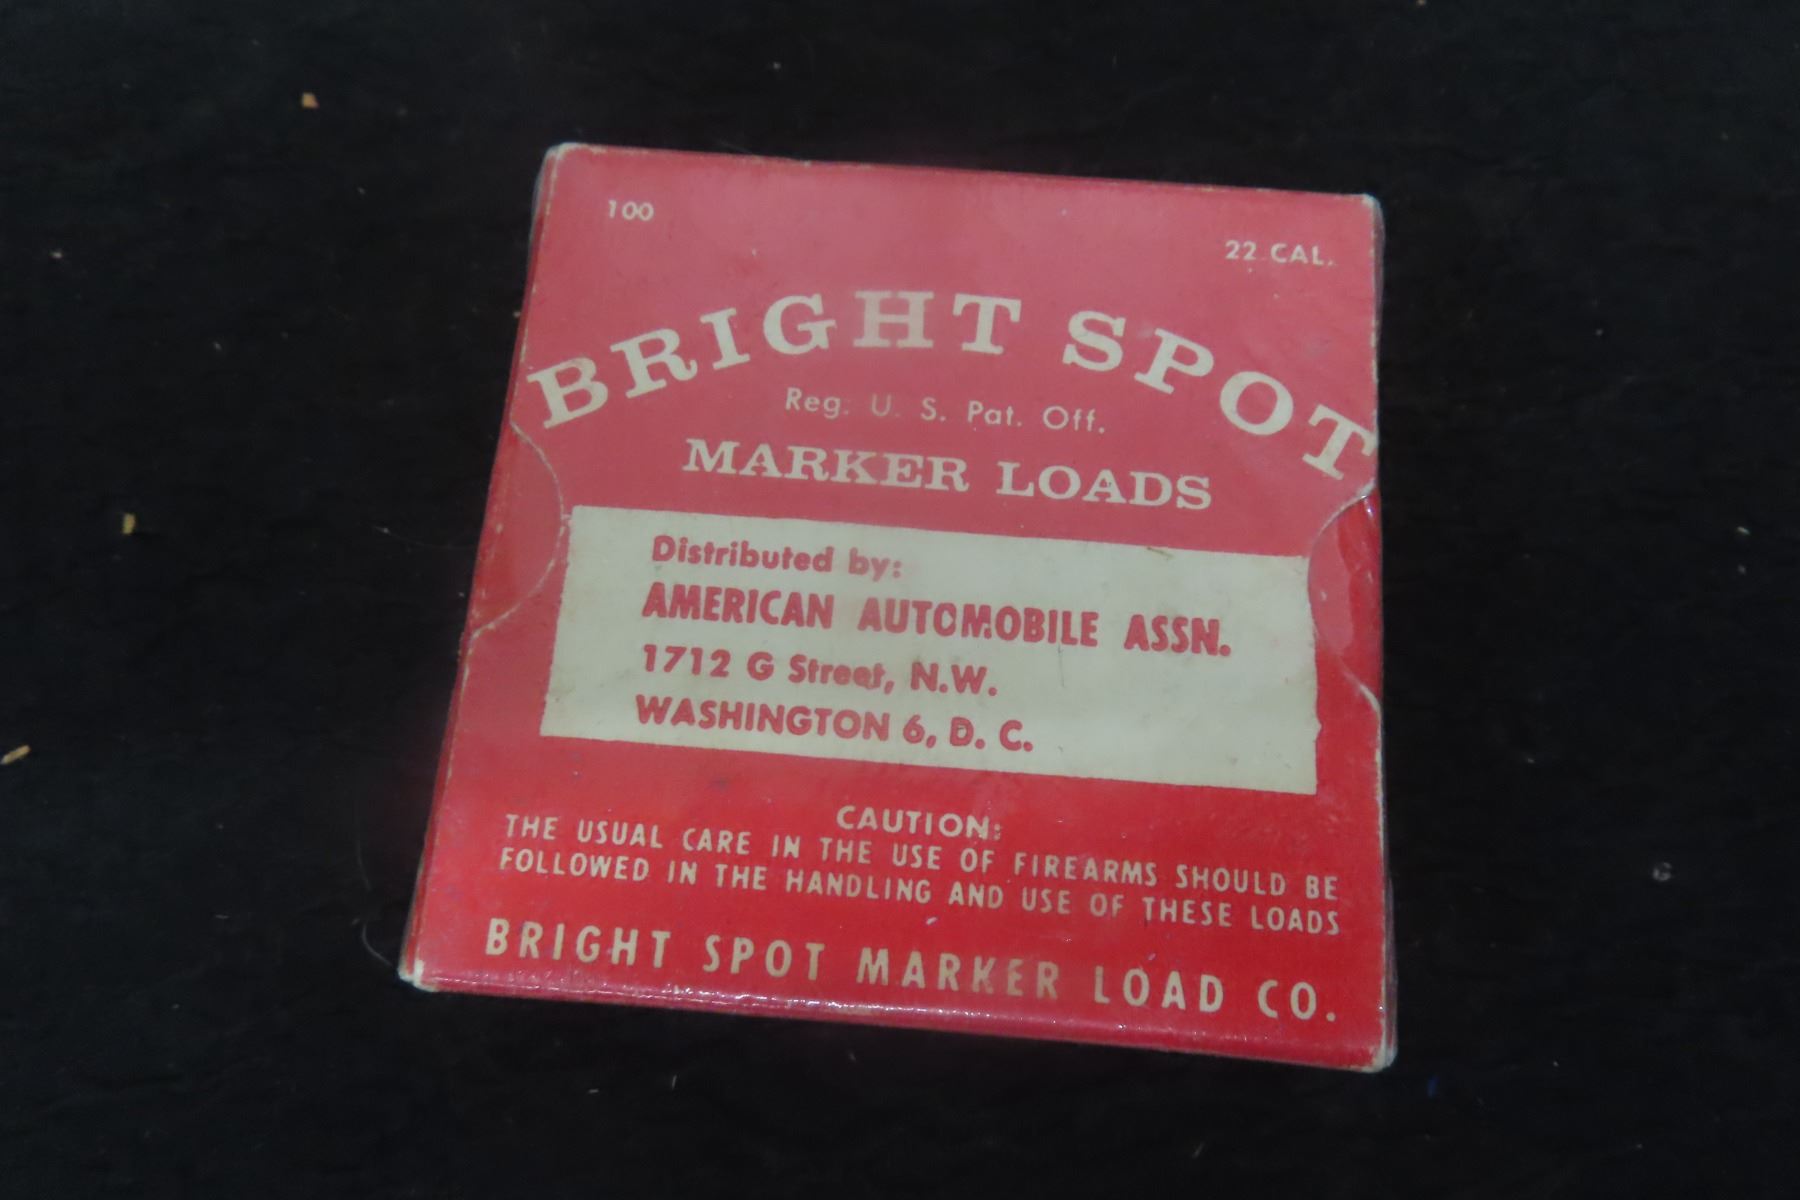 100
22 CAL.
BRIGHT SPOT
Reg. U. S. Pat. Off.
MARKER LOADS
Distributed by:
AMERICAN AUTOMOBILE ASSN.
1712 G Street, N.W.
WASHINGTON 6, D. C.
CAUTION:
THE USUAL CARE IN THE USE OF FIREARMS SHOULD BE
FOLLOWED IN THE HANDLING AND USE OF THESE LOADS
BRIGHT SPOT MARKER LOAD CO.